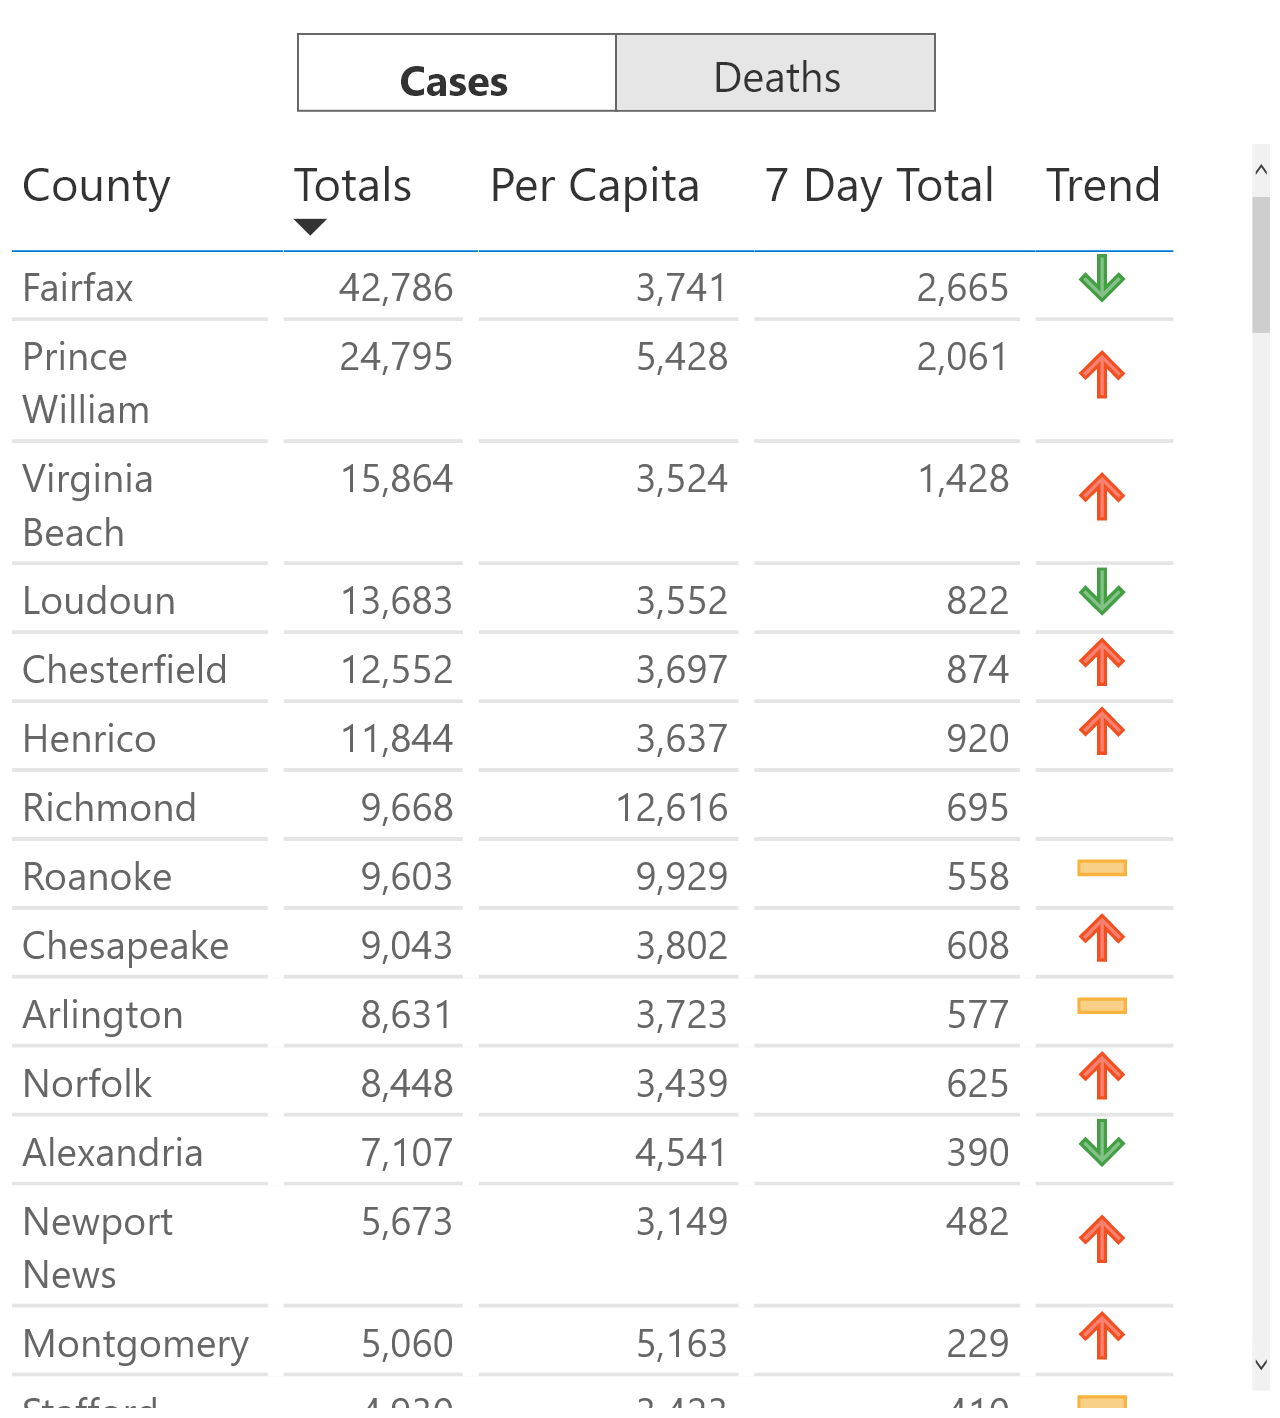 Cases Deaths
County Totals Per Capita 7 Day Total Trend
Fairfax 42,786 3,741 2,665
Prince 24,795 5,428 2,061
William
Virginia 15,864 3,524 1,428
Beach
Loudoun 13,683 3,552 822
Chesterfield 12,552 3,697 874
Henrico 11,844 3,637 920
Richmond 9,668 12,616 695
Roanoke 9,603 9,929 558
Chesapeake 9,043 3,802 608
Arlington 8,631 3,723 577
Norfolk 8,448 3,439 625
Alexandria 7,107 4,541 390
Newport 5,673 3,149 482
News
Montgomery 5,060 5,163 229
Stafford